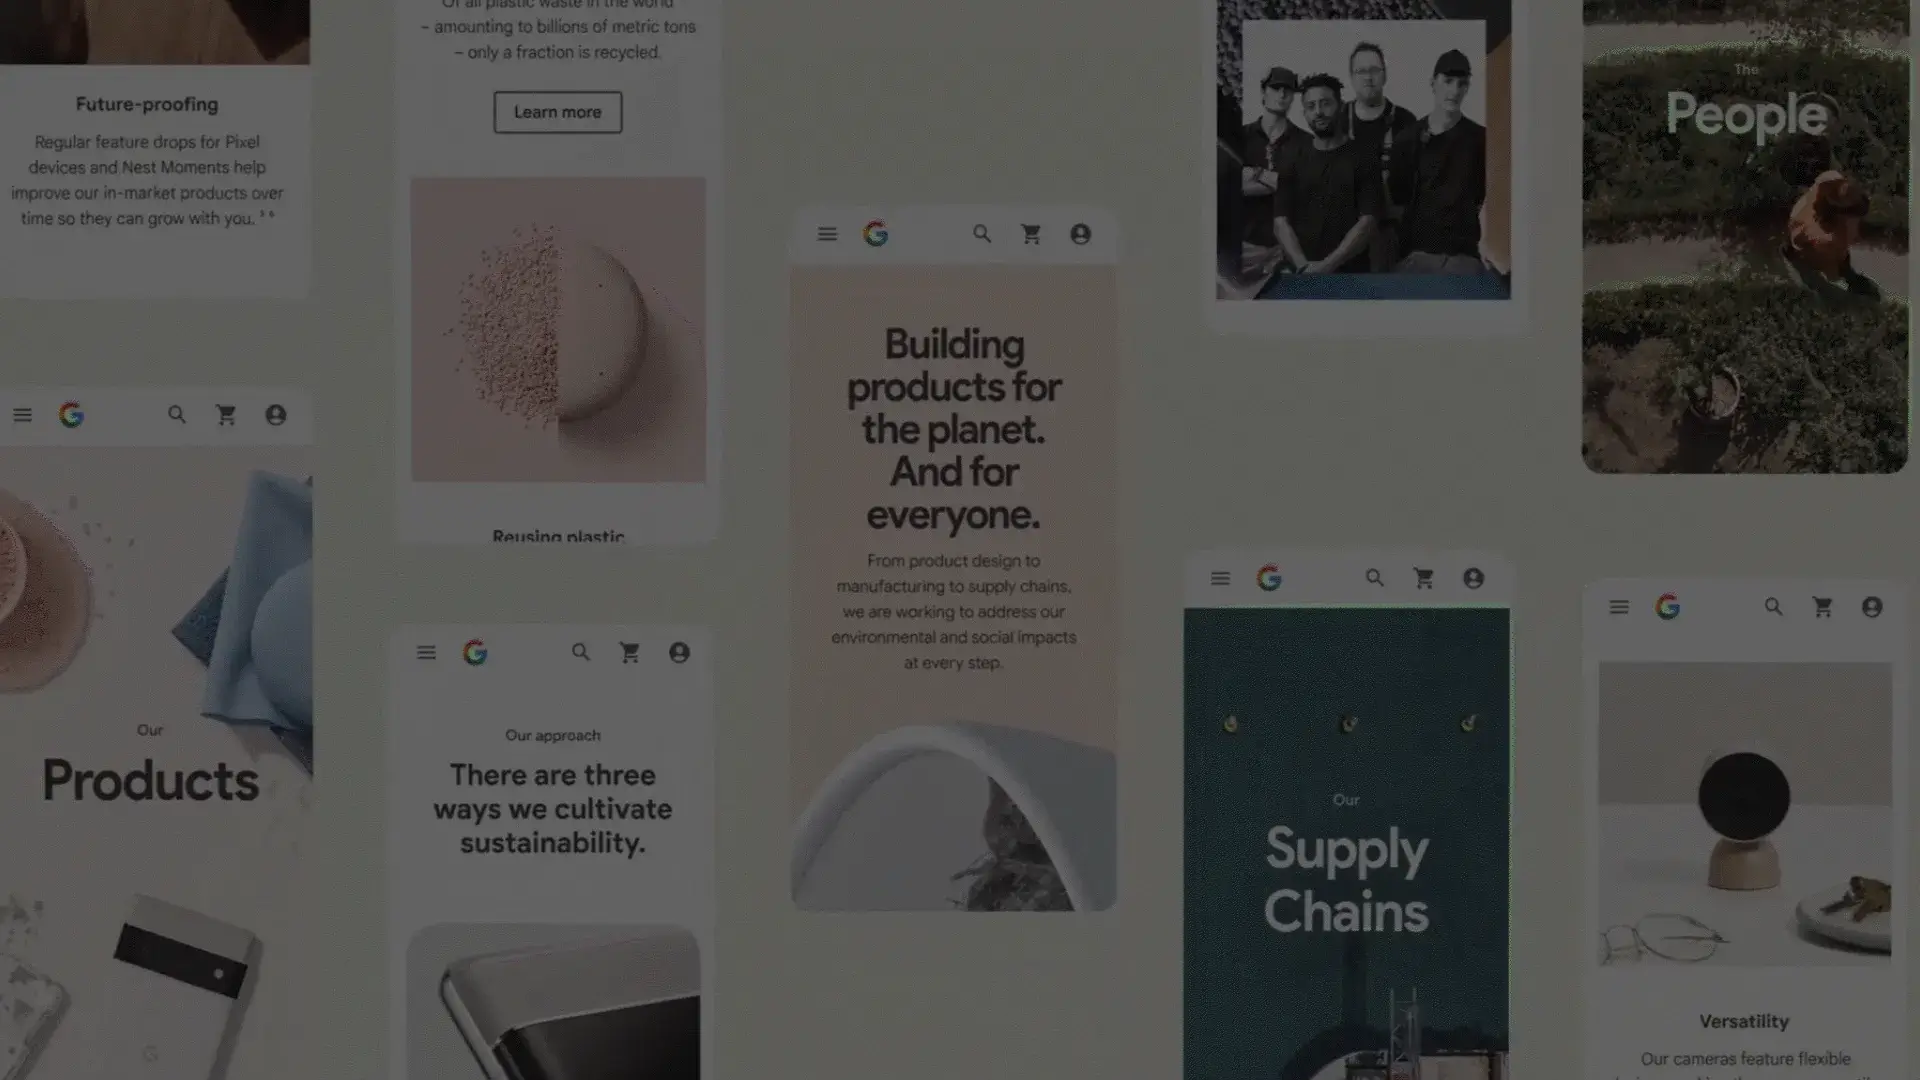 Future-proofing
Regular feature drops for Pixel
devices and Nest Moments help
improve our in-market products over
time so they can grow with you. ⁵ ⁶
Our
Products
Of all plastic waste in the world
– amounting to billions of metric tons
– only a fraction is recycled.
Learn more
Reusing plastic
Our approach
There are three
ways we cultivate
sustainability.
Building
products for
the planet.
And for
everyone.
From product design to
manufacturing to supply chains,
we are working to address our
environmental and social impacts
at every step.
Our
Supply
Chains
The
People
Versatility
Our cameras feature flexible